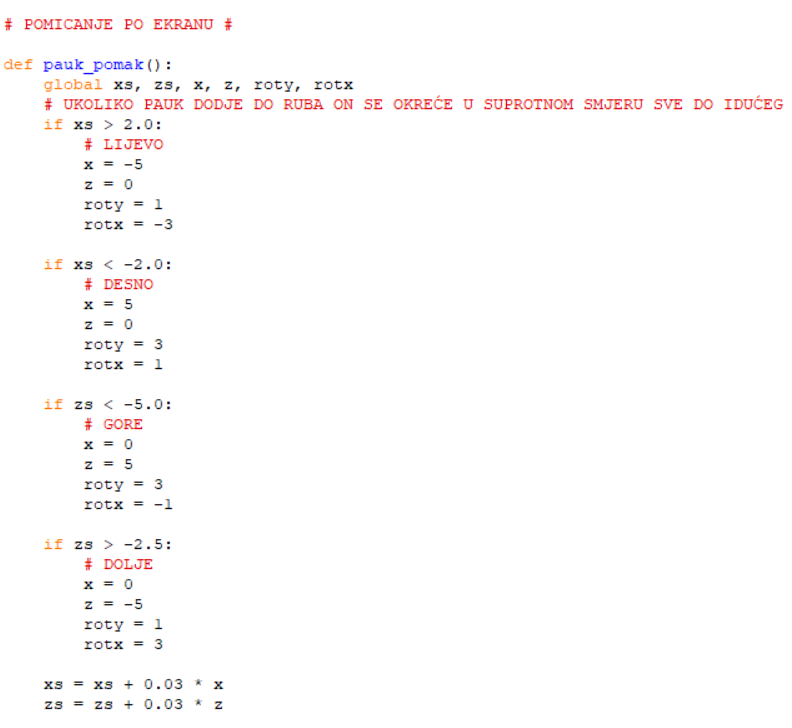 # POMICANJE PO EKRANU #
def pauk_pomak():
    global xs, zs, x, z, roty, rotx
    # UKOLIKO PAUK DODJE DO RUBA ON SE OKREĆE U SUPROTNOM SMJERU SVE DO IDUĆEG
    if xs > 2.0:
        # LIJEVO
        x = -5
        z = 0
        roty = 1
        rotx = -3
    if xs < -2.0:
        # DESNO
        x = 5
        z = 0
        roty = 3
        rotx = 1
    if zs < -5.0:
        # GORE
        x = 0
        z = 5
        roty = 3
        rotx = -1
    if zs > -2.5:
        # DOLJE
        x = 0
        z = -5
        roty = 1
        rotx = 3
    xs = xs + 0.03 * x
    zs = zs + 0.03 * z